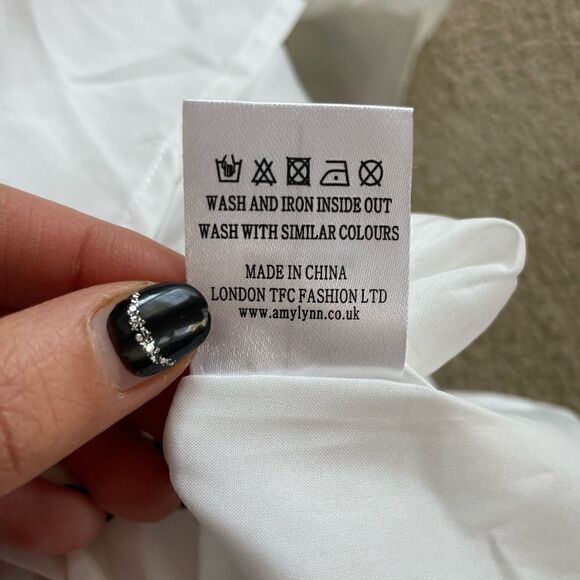 WASH AND IRON INSIDE OUT
WASH WITH SIMILAR COLOURS
MADE IN CHINA
LONDON TFC FASHION LTD
www.amylynn.co.uk